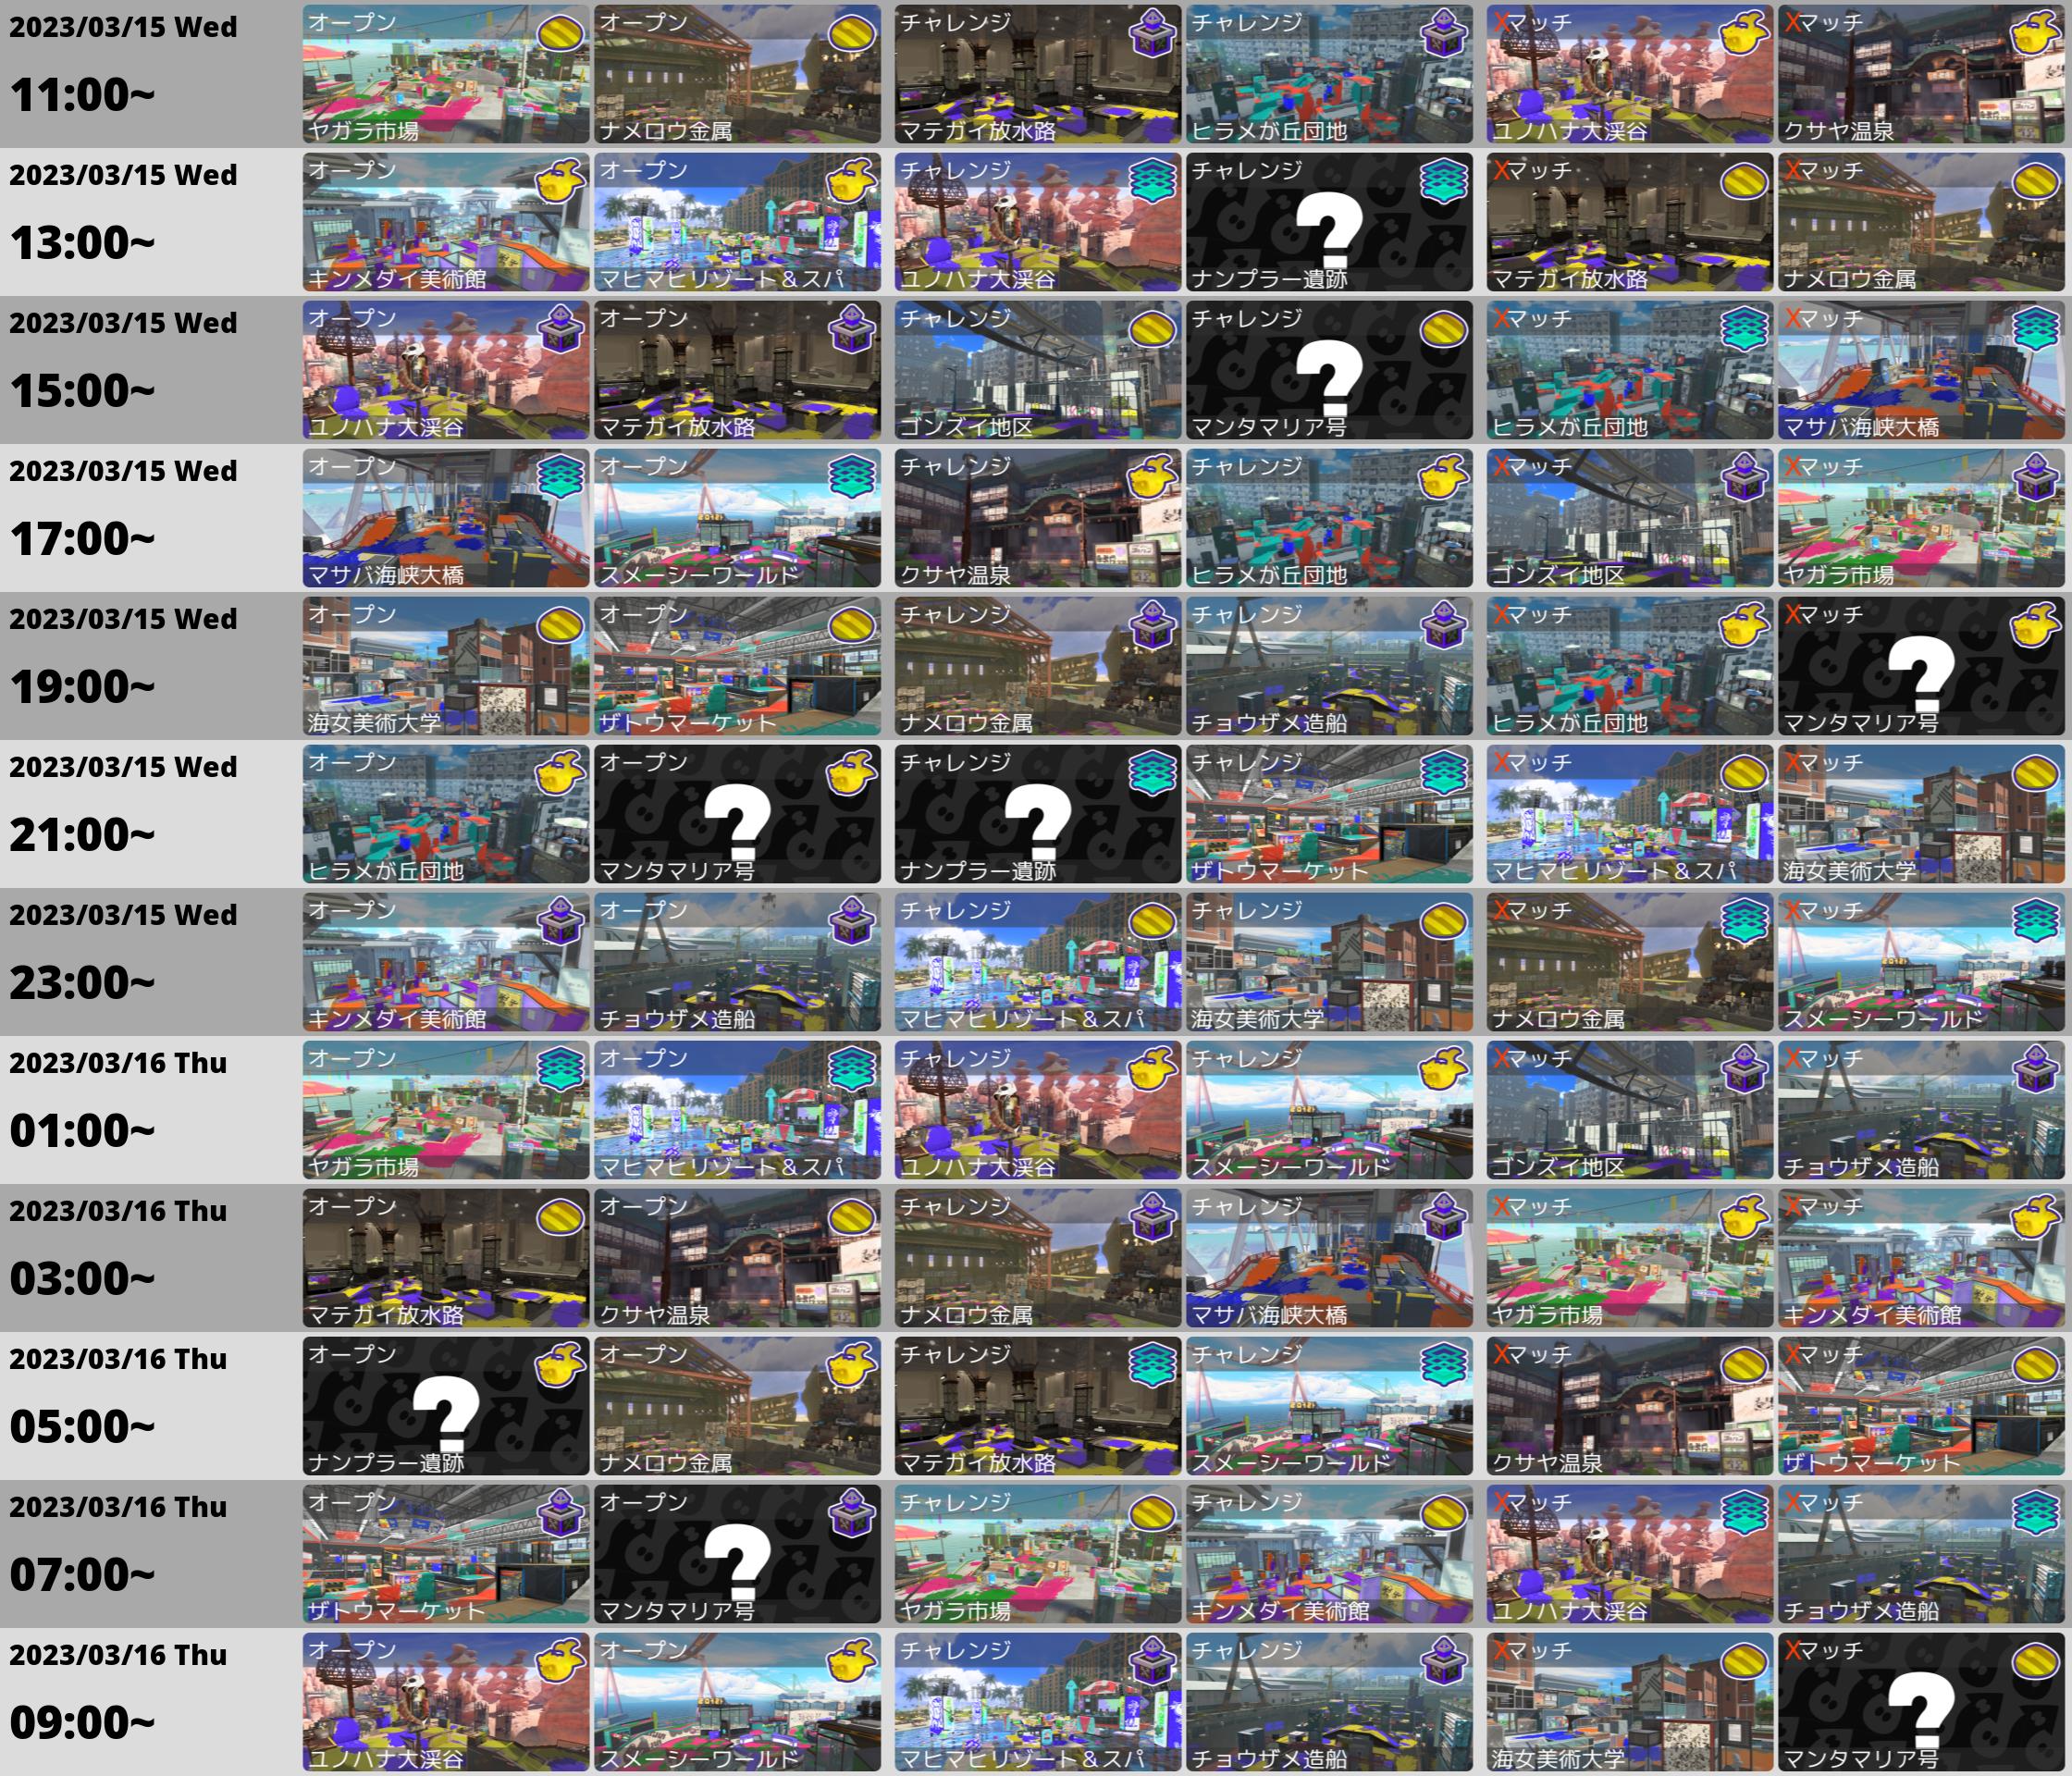 2023/03/15 Wed
11:00~
オープン
ヤガラ市場
オープン
ナメロウ金属
チャレンジ
マテガイ放水路
チャレンジ
ヒラメが丘団地
Xマッチ
ユノハナ大渓谷
Xマッチ
クサヤ温泉
2023/03/15 Wed
13:00~
オープン
キンメダイ美術館
オープン
マヒマヒリゾート＆スパ
チャレンジ
ユノハナ大渓谷
チャレンジ
?
ナンプラー遺跡
Xマッチ
マテガイ放水路
Xマッチ
ナメロウ金属
2023/03/15 Wed
15:00~
オープン
ユノハナ大渓谷
オープン
マテガイ放水路
チャレンジ
ゴンズイ地区
チャレンジ
?
マンタマリア号
Xマッチ
ヒラメが丘団地
Xマッチ
マサバ海峡大橋
2023/03/15 Wed
17:00~
オープン
マサバ海峡大橋
オープン
スメーシーワールド
チャレンジ
クサヤ温泉
チャレンジ
ヒラメが丘団地
Xマッチ
ゴンズイ地区
Xマッチ
ヤガラ市場
2023/03/15 Wed
19:00~
オープン
海女美術大学
オープン
ザトウマーケット
チャレンジ
ナメロウ金属
チャレンジ
チョウザメ造船
Xマッチ
ヒラメが丘団地
Xマッチ
?
マンタマリア号
2023/03/15 Wed
21:00~
オープン
ヒラメが丘団地
オープン
?
マンタマリア号
チャレンジ
?
ナンプラー遺跡
チャレンジ
ザトウマーケット
Xマッチ
マヒマヒリゾート＆スパ
Xマッチ
海女美術大学
2023/03/15 Wed
23:00~
オープン
キンメダイ美術館
オープン
チョウザメ造船
チャレンジ
マヒマヒリゾート＆スパ
チャレンジ
海女美術大学
Xマッチ
ナメロウ金属
Xマッチ
スメーシーワールド
2023/03/16 Thu
01:00~
オープン
ヤガラ市場
オープン
マヒマヒリゾート＆スパ
チャレンジ
ユノハナ大渓谷
チャレンジ
スメーシーワールド
Xマッチ
ゴンズイ地区
Xマッチ
チョウザメ造船
2023/03/16 Thu
03:00~
オープン
マテガイ放水路
オープン
クサヤ温泉
チャレンジ
ナメロウ金属
チャレンジ
マサバ海峡大橋
Xマッチ
ヤガラ市場
Xマッチ
キンメダイ美術館
2023/03/16 Thu
05:00~
オープン
?
ナンプラー遺跡
オープン
ナメロウ金属
チャレンジ
マテガイ放水路
チャレンジ
スメーシーワールド
Xマッチ
クサヤ温泉
Xマッチ
ザトウマーケット
2023/03/16 Thu
07:00~
オープン
ザトウマーケット
オープン
?
マンタマリア号
チャレンジ
ヤガラ市場
チャレンジ
キンメダイ美術館
Xマッチ
ユノハナ大渓谷
Xマッチ
チョウザメ造船
2023/03/16 Thu
09:00~
オープン
ユノハナ大渓谷
オープン
スメーシーワールド
チャレンジ
マヒマヒリゾート＆スパ
チャレンジ
チョウザメ造船
Xマッチ
海女美術大学
Xマッチ
?
マンタマリア号